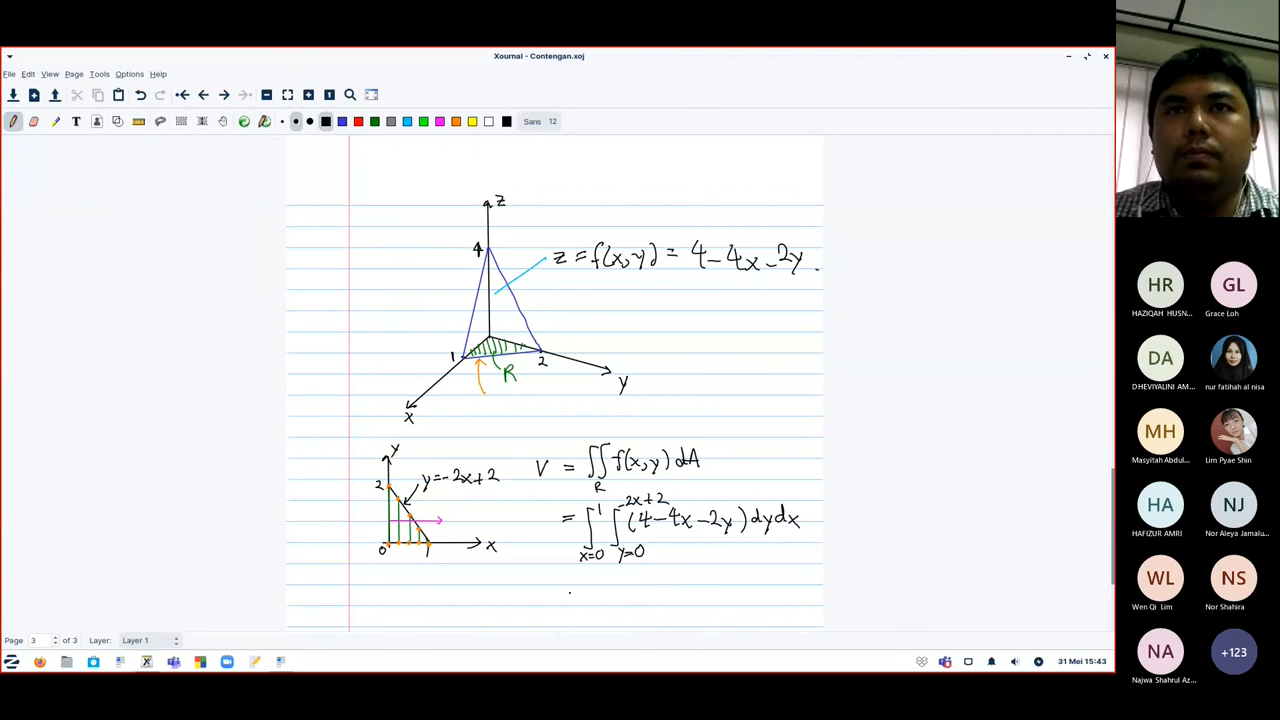 Xournal - Contengan.xoj
File Edit View Page Tools Options Help
Sans 12
z
4
z = f(x,y) = 4-4x-2y
1
2
R
y
x
y
2
y=-2x+2
0
1
x
V = ∬_R f(x,y) dA
= ∫_{x=0}^{1} ∫_{y=0}^{-2x+2} (4-4x-2y) dy dx
Page 3 of 3 Layer: Layer 1
31 Mei 15:43
HR
HAZIQAH HUSN...
GL
Grace Loh
DA
DHEVIYALINI AM...
nur fatihah al nisa
MH
Masyitah Abdul...
Lim Pyae Shin
HA
HAFIZUR AMRI
NJ
Nor Aleya Jamalu...
WL
Wen Qi Lim
NS
Nor Shahira
NA
Najwa Shahrul Az...
+123